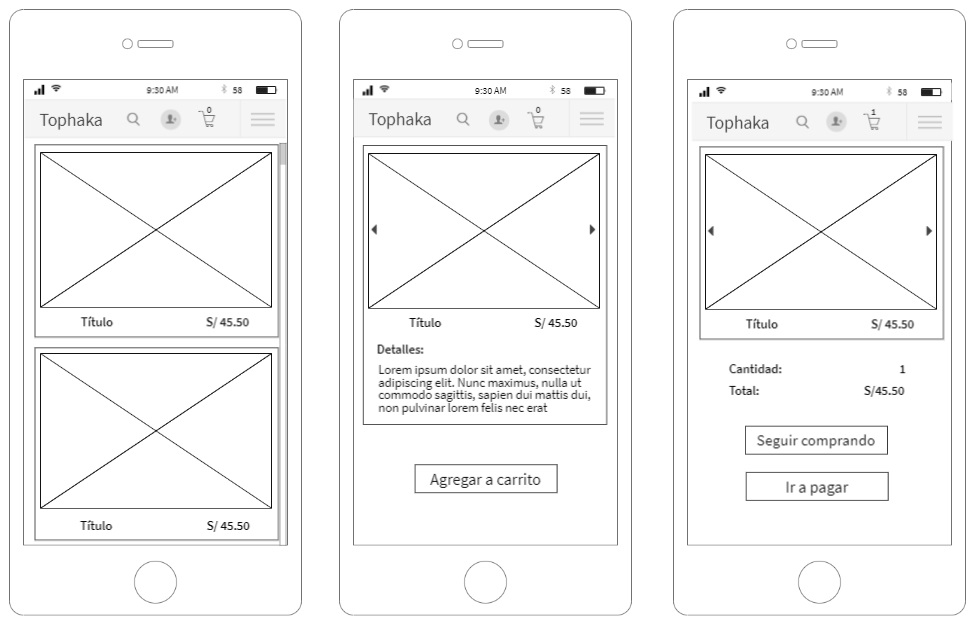 9:30 AM 58
Tophaka 0
Título S/ 45.50
Título S/ 45.50
9:30 AM 58
Tophaka 0
Título S/ 45.50
Detalles:
Lorem ipsum dolor sit amet, consectetur
adipiscing elit. Nunc maximus, nulla ut
commodo sagittis, sapien dui mattis dui,
non pulvinar lorem felis nec erat
Agregar a carrito
9:30 AM 58
Tophaka 1
Título S/ 45.50
Cantidad: 1
Total: S/45.50
Seguir comprando
Ir a pagar